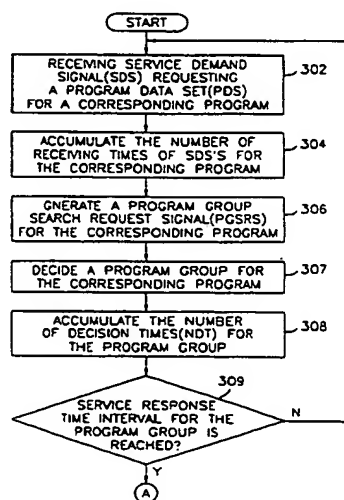 START
RECEIVING SERVICE DEMAND
SIGNAL(SDS) REQUESTING
A PROGRAM DATA SET(PDS)
FOR A CORRESPONDING PROGRAM
302
ACCUMULATE THE NUMBER OF
RECEIVING TIMES OF SDS'S FOR
THE CORRESPONDING PROGRAM
304
GNERATE A PROGRAM GROUP
SEARCH REQUEST SIGNAL(PGSRS)
FOR THE CORRESPONDING PROGRAM
306
DECIDE A PROGRAM GROUP FOR
THE CORRESPONDING PROGRAM
307
ACCUMULATE THE NUMBER
OF DECISION TIMES(NDT) FOR
THE PROGRAM GROUP
308
309
SERVICE RESPONSE
TIME INTERVAL FOR THE
PROGRAM GROUP IS
REACHED?
N
Y
A